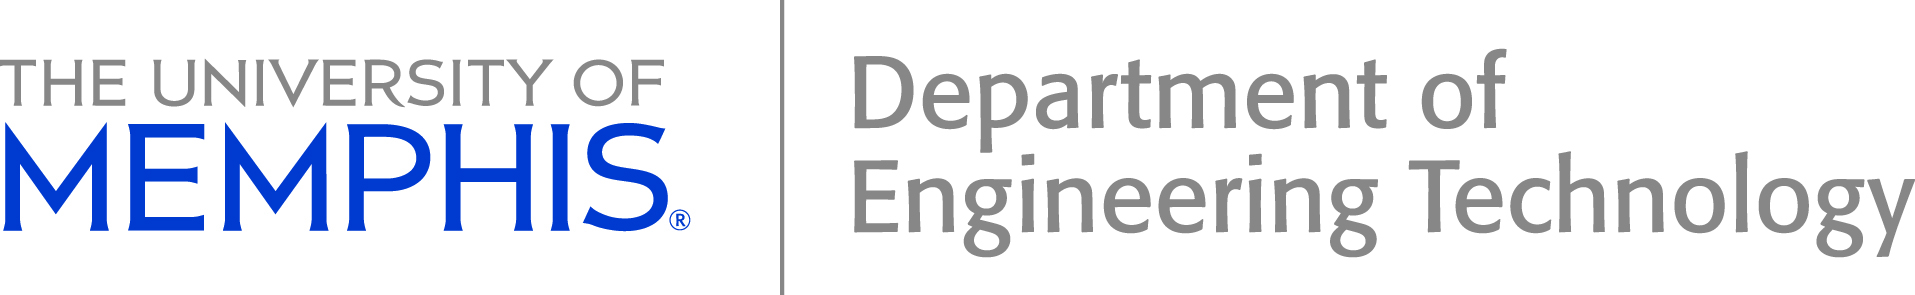 THE UNIVERSITY OF
MEMPHIS®
Department of
Engineering Technology